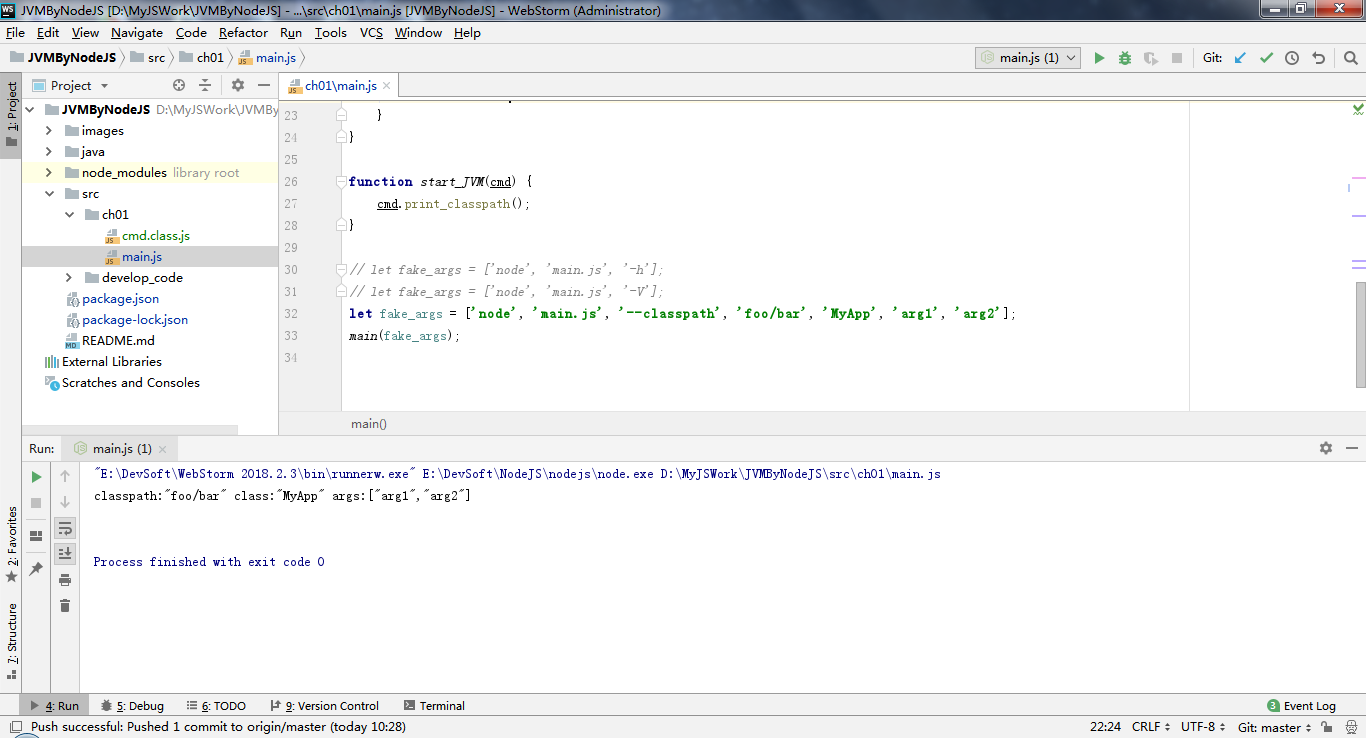 WS JVMByNodeJS [D:\MyJSWork\JVMByNodeJS] - ...\src\ch01\main.js [JVMByNodeJS] - WebStorm (Administrator)
File Edit View Navigate Code Refactor Run Tools VCS Window Help
JVMByNodeJS src ch01 main.js main.js (1) Git:
1: Project
Project
ch01\main.js
JVMByNodeJS D:\MyJSWork\JVMBy
images
java
node_modules library root
src
ch01
cmd.class.js
main.js
develop_code
package.json
package-lock.json
README.md
External Libraries
Scratches and Consoles
23 }
24 }
25
26 function start_JVM(cmd) {
27 cmd.print_classpath();
28 }
29
30 // let fake_args = ['node', 'main.js', '-h'];
31 // let fake_args = ['node', 'main.js', '-V'];
32 let fake_args = ['node', 'main.js', '--classpath', 'foo/bar', 'MyApp', 'arg1', 'arg2'];
33 main(fake_args);
34
main()
Run: main.js (1)
"E:\DevSoft\WebStorm 2018.2.3\bin\runnerw.exe" E:\DevSoft\NodeJS\nodejs\node.exe D:\MyJSWork\JVMByNodeJS\src\ch01\main.js
classpath:"foo/bar" class:"MyApp" args:["arg1","arg2"]
Process finished with exit code 0
2: Favorites
7: Structure
4: Run 5: Debug 6: TODO 9: Version Control Terminal 3 Event Log
Push successful: Pushed 1 commit to origin/master (today 10:28) 22:24 CRLF UTF-8 Git: master